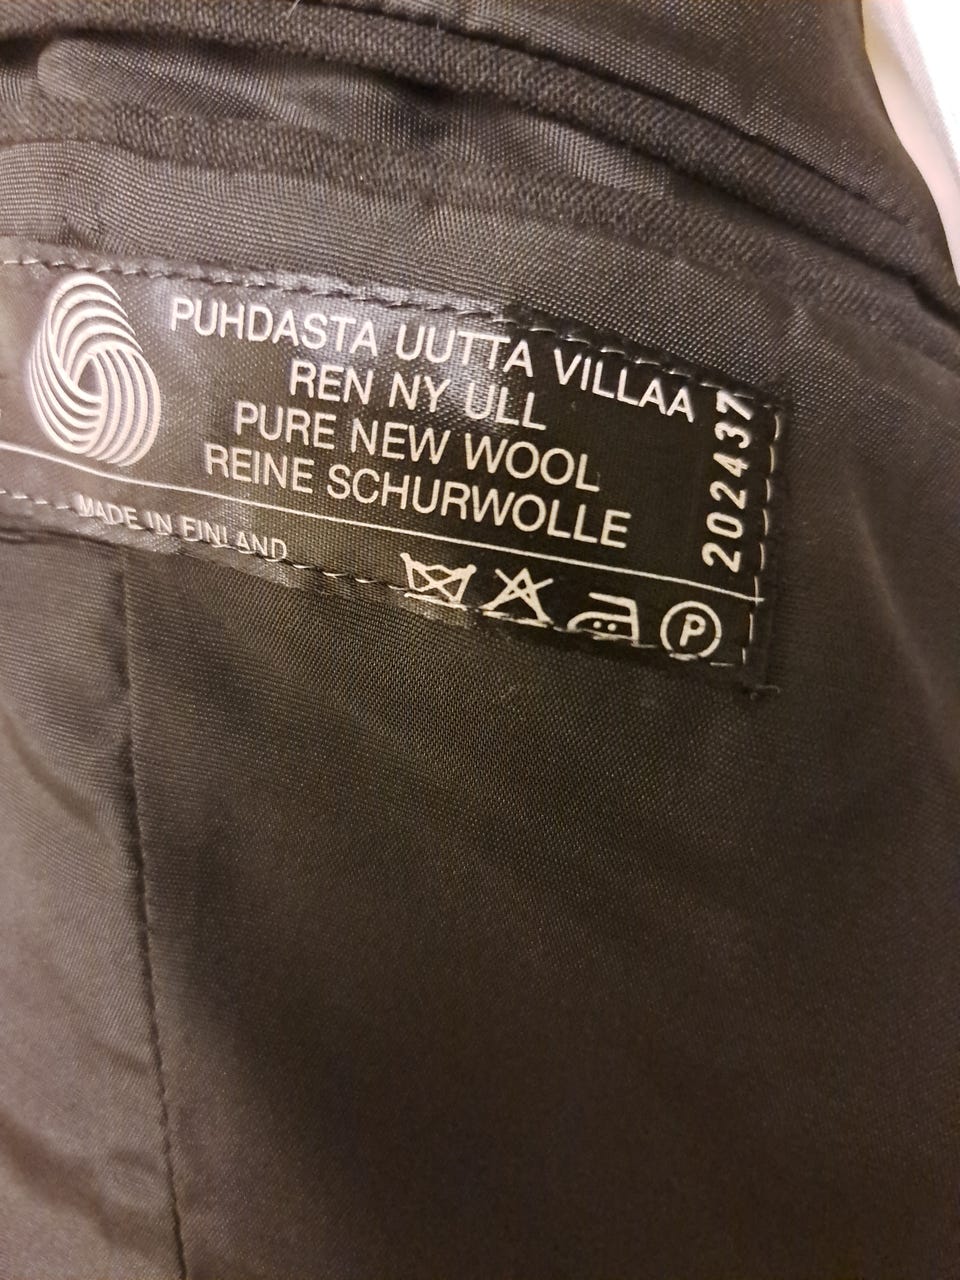 PUHDASTA UUTTA VILLAA
REN NY ULL
PURE NEW WOOL
REINE SCHURWOLLE
202437
MADE IN FINLAND
P